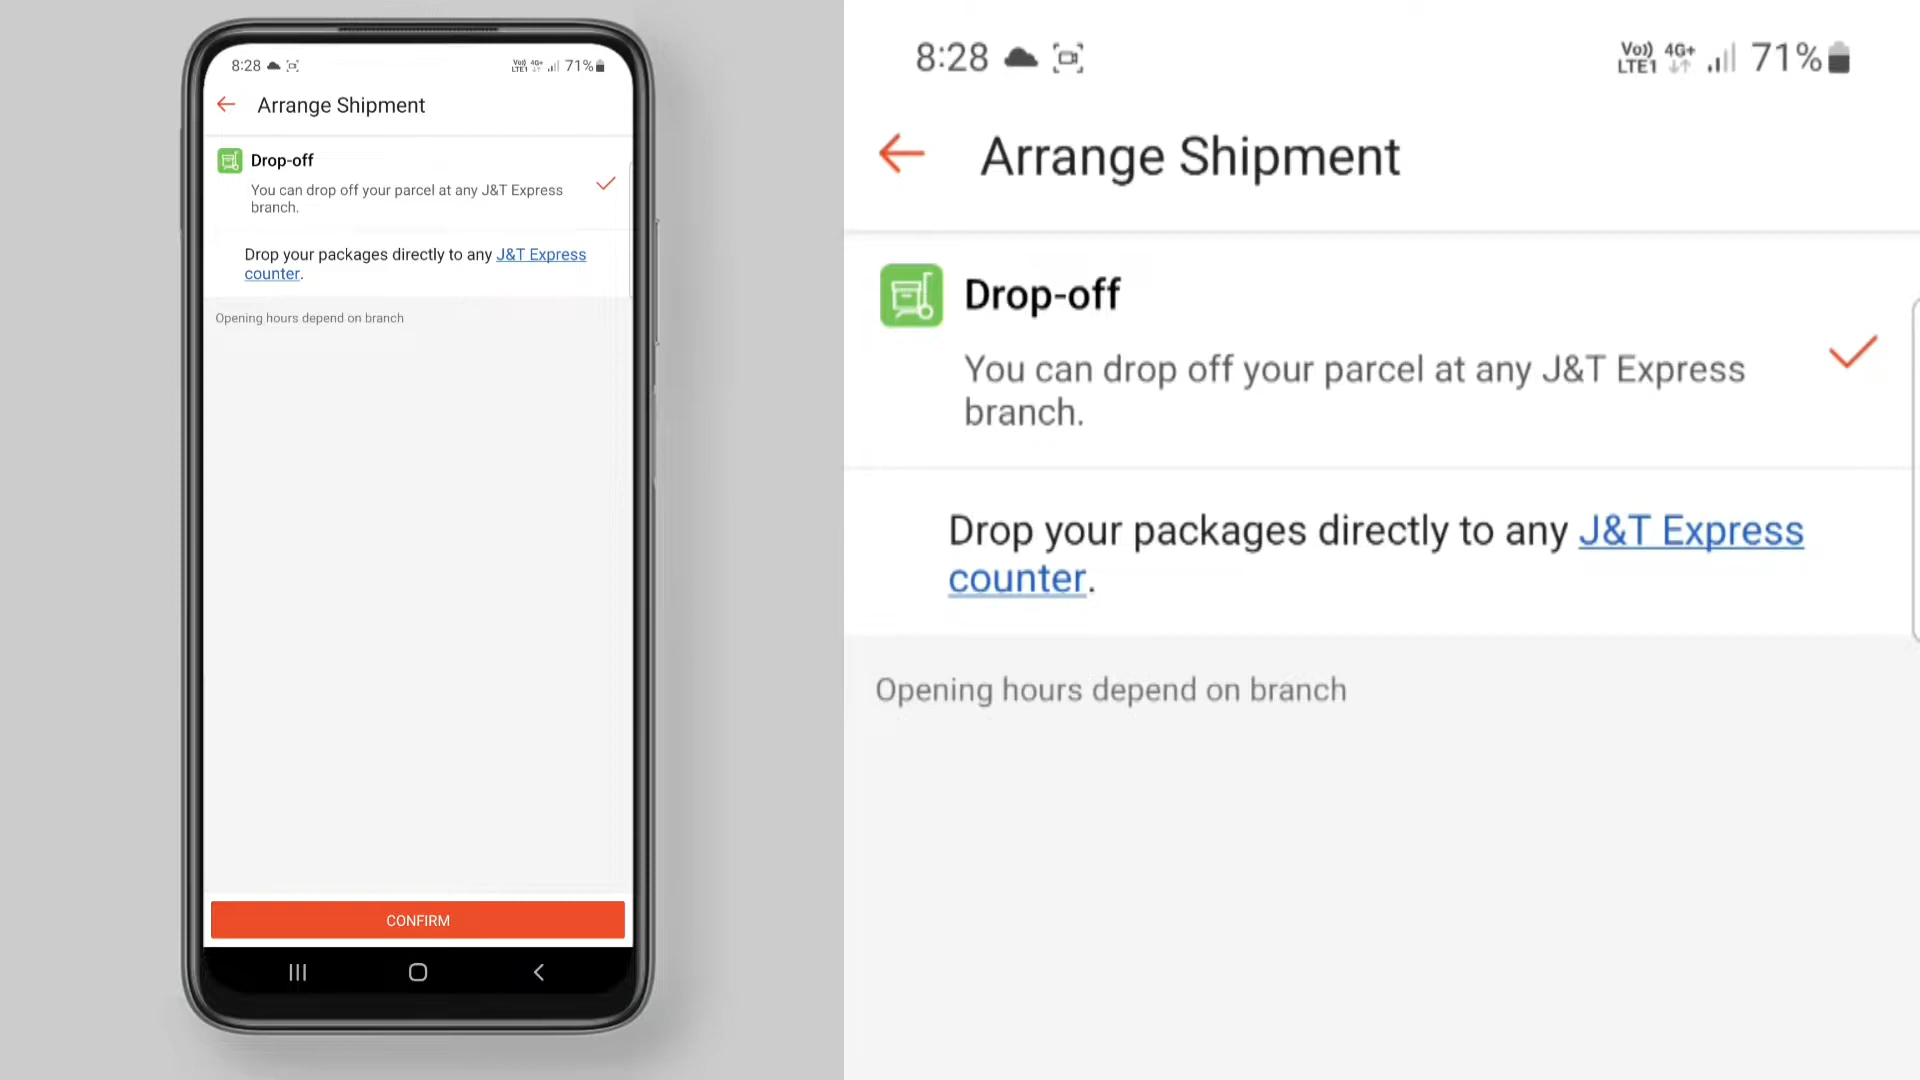 8:28
Vo)) 4G+
LTE1
71%
Arrange Shipment
Drop-off
You can drop off your parcel at any J&T Express
branch.
Drop your packages directly to any J&T Express
counter.
Opening hours depend on branch
CONFIRM
8:28
Vo)) 4G+
LTE1
71%
Arrange Shipment
Drop-off
You can drop off your parcel at any J&T Express
branch.
Drop your packages directly to any J&T Express
counter.
Opening hours depend on branch